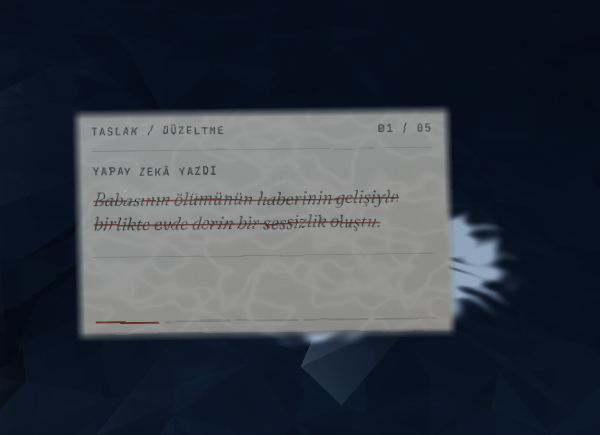 TASLAK / DÜZELTME
01 / 05
YAPAY ZEKÂ YAZDI
Babasının ölümünün haberinin gelişiyle
birlikte evde derin bir sessizlik oluştu.